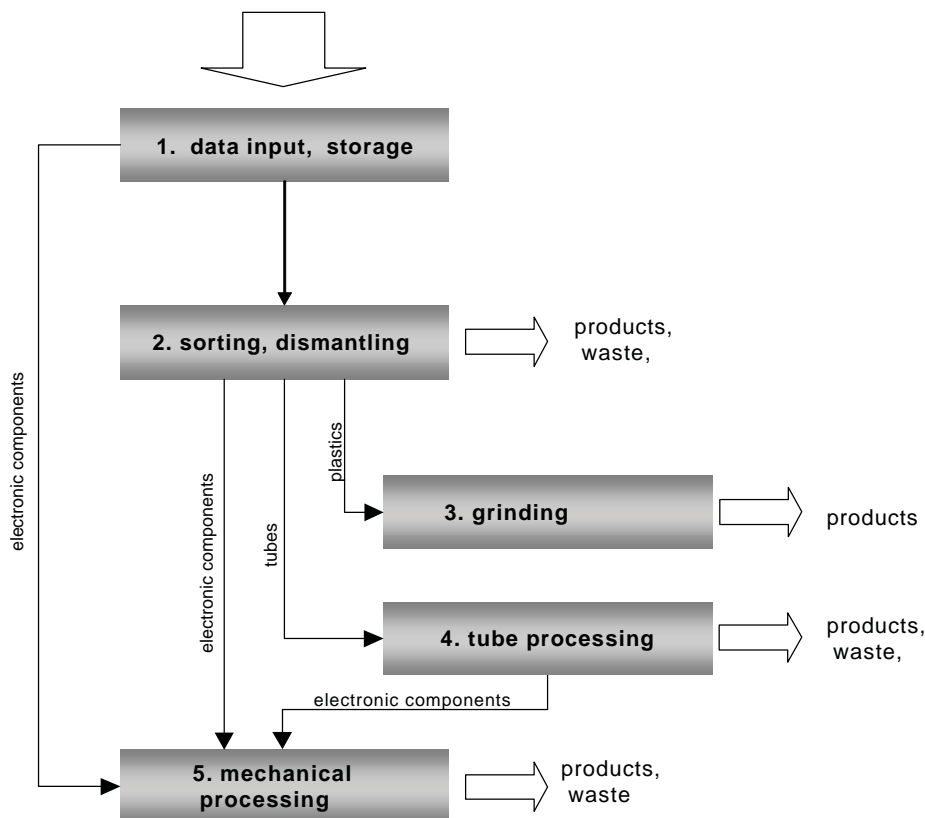 1. data input, storage
2. sorting, dismantling
products,
waste,
electronic components
electronic components
tubes
plastics
3. grinding
products
4. tube processing
products,
waste,
electronic components
5. mechanical
processing
products,
waste